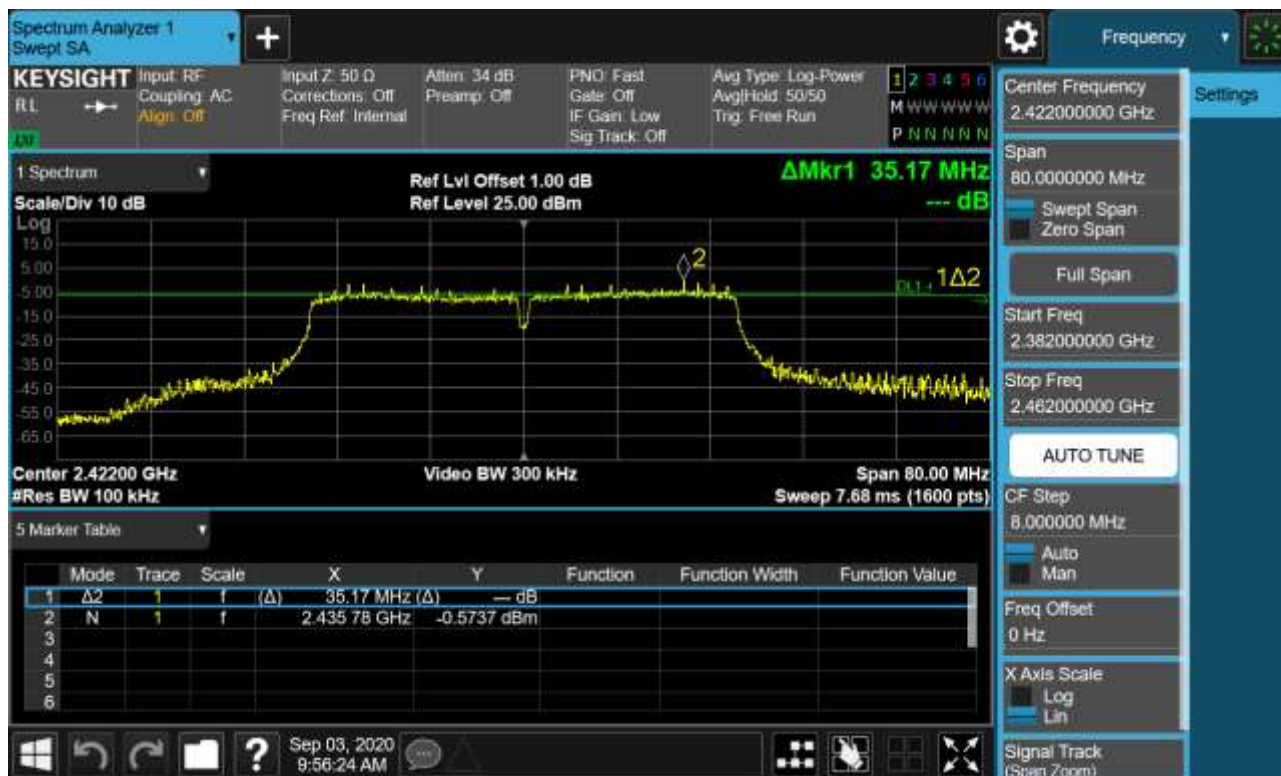 Spectrum Analyzer 1
Swept SA
+
Frequency
KEYSIGHT
RL
Input: RF
Coupling: AC
Align: Off
Input Z: 50 Ω
Corrections: Off
Freq Ref: Internal
Atten: 34 dB
Preamp: Off
PNO: Fast
Gate: Off
IF Gain: Low
Sig Track: Off
Avg Type: Log-Power
Avg|Hold: 50/50
Trig: Free Run
1 2 3 4 5 6
M W W W W W
P N N N N N
1 Spectrum
Scale/Div 10 dB
Ref Lvl Offset 1.00 dB
Ref Level 25.00 dBm
ΔMkr1 35.17 MHz
--- dB
Log
15.0
5.00
-5.00
-15.0
-25.0
-35.0
-45.0
-55.0
-65.0
2
1Δ2
Center 2.42200 GHz
#Res BW 100 kHz
Video BW 300 kHz
Span 80.00 MHz
Sweep 7.68 ms (1600 pts)
5 Marker Table
Mode Trace Scale X Y Function Function Width Function Value
1 Δ2 1 f (Δ) 35.17 MHz (Δ) --- dB
2 N 1 f 2.435 78 GHz -0.5737 dBm
3
4
5
6
?
Sep 03, 2020
9:56:24 AM
Center Frequency
2.422000000 GHz
Span
80.0000000 MHz
Swept Span
Zero Span
Full Span
Start Freq
2.382000000 GHz
Stop Freq
2.462000000 GHz
AUTO TUNE
CF Step
8.000000 MHz
Auto
Man
Freq Offset
0 Hz
X Axis Scale
Log
Lin
Signal Track
(Span Zoom)
Settings